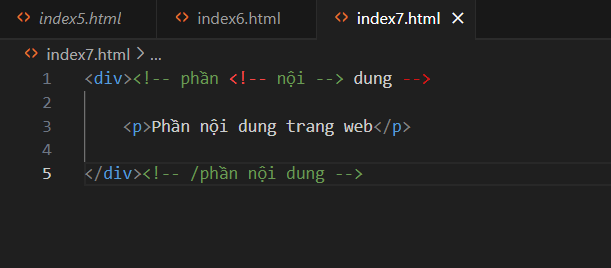 index5.html index6.html index7.html
index7.html > ...
1 <div><!-- phần <!-- nội --> dung -->
2
3 <p>Phần nội dung trang web</p>
4
5 </div><!-- /phần nội dung -->